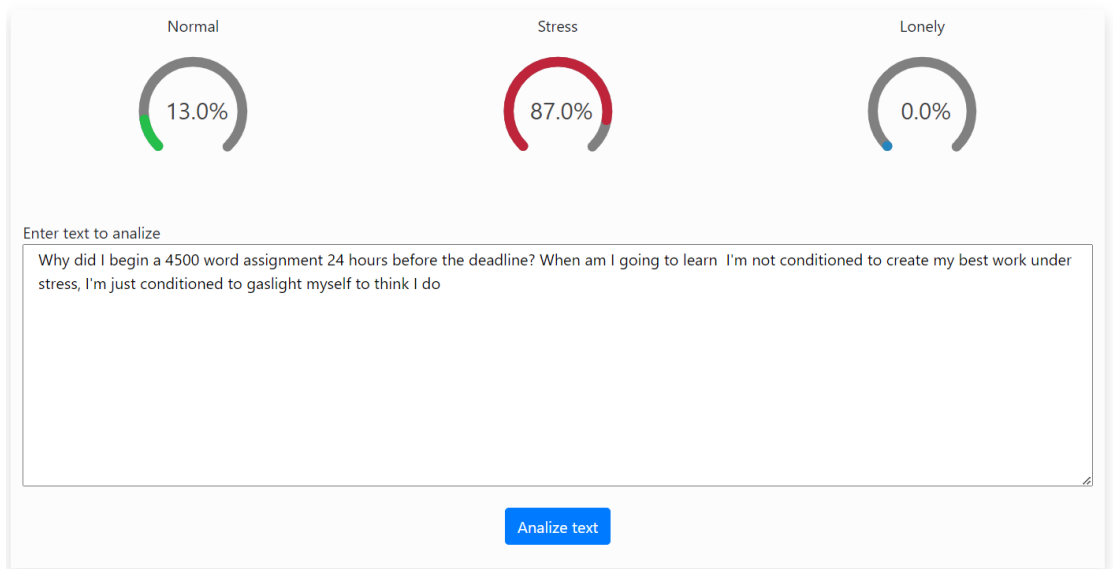 Normal Stress Lonely
13.0% 87.0% 0.0%
Enter text to analize
Why did I begin a 4500 word assignment 24 hours before the deadline? When am I going to learn  I'm not conditioned to create my best work under
stress, I'm just conditioned to gaslight myself to think I do
Analize text